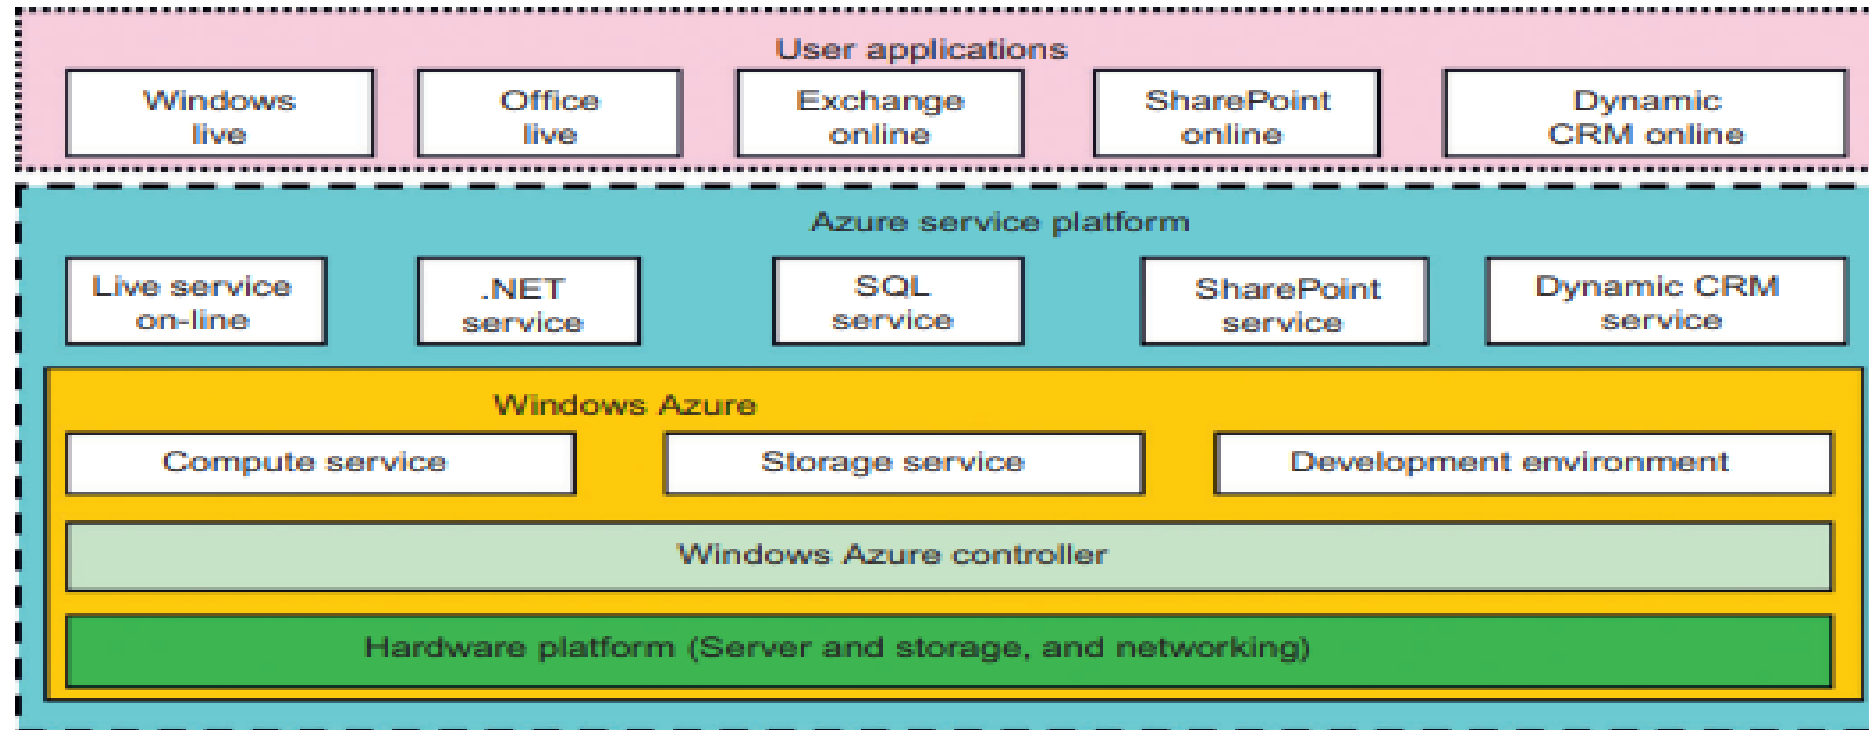 User applications
Windows
live
Office
live
Exchange
online
SharePoint
online
Dynamic
CRM online
Azure service platform
Live service
on-line
.NET
service
SQL
service
SharePoint
service
Dynamic CRM
service
Windows Azure
Compute service
Storage service
Development environment
Windows Azure controller
Hardware platform (Server and storage, and networking)